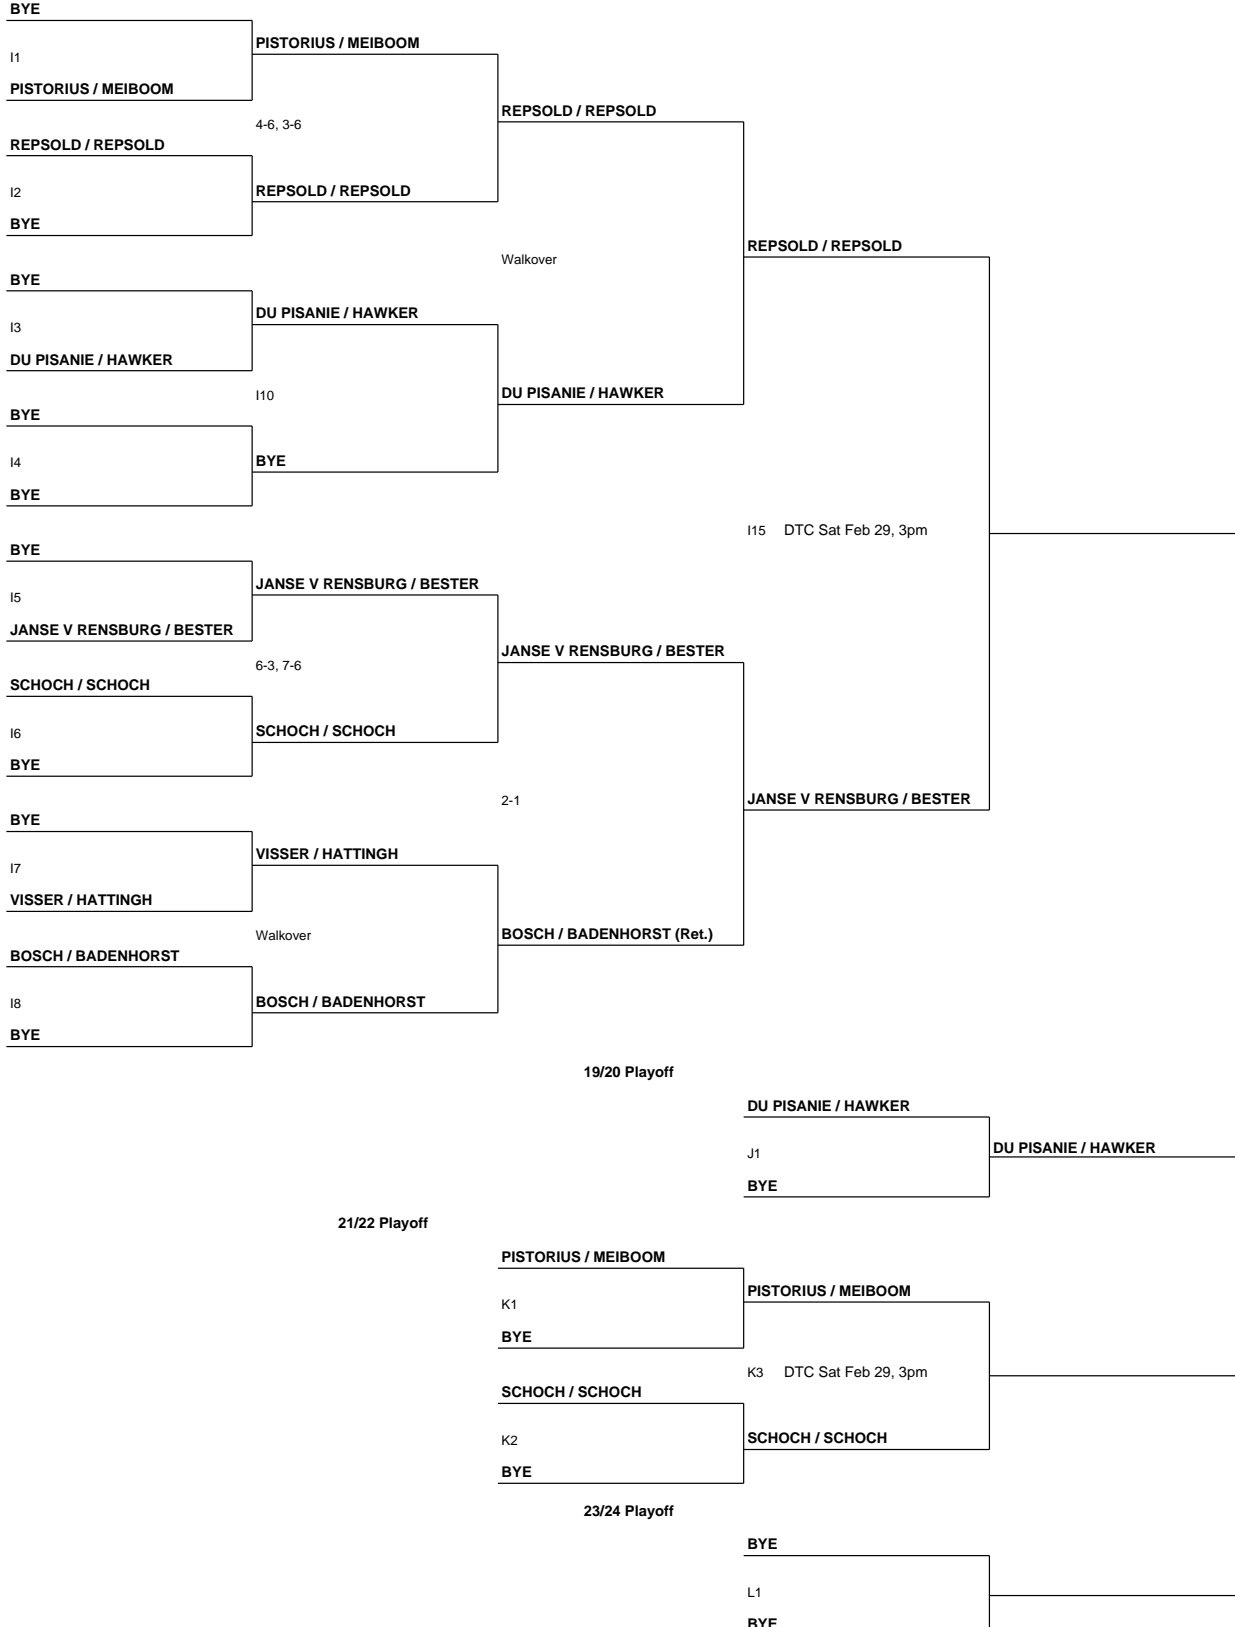 BYE
I1
PISTORIUS / MEIBOOM
PISTORIUS / MEIBOOM
4-6, 3-6
REPSOLD / REPSOLD
REPSOLD / REPSOLD
I2
REPSOLD / REPSOLD
BYE
Walkover
REPSOLD / REPSOLD
BYE
I3
DU PISANIE / HAWKER
DU PISANIE / HAWKER
I10
DU PISANIE / HAWKER
BYE
I4
BYE
BYE
I15 DTC Sat Feb 29, 3pm
BYE
I5
JANSE V RENSBURG / BESTER
JANSE V RENSBURG / BESTER
6-3, 7-6
JANSE V RENSBURG / BESTER
SCHOCH / SCHOCH
I6
SCHOCH / SCHOCH
BYE
2-1
JANSE V RENSBURG / BESTER
BYE
I7
VISSER / HATTINGH
VISSER / HATTINGH
Walkover
BOSCH / BADENHORST (Ret.)
BOSCH / BADENHORST
I8
BOSCH / BADENHORST
BYE
19/20 Playoff
DU PISANIE / HAWKER
J1
DU PISANIE / HAWKER
BYE
21/22 Playoff
PISTORIUS / MEIBOOM
K1
PISTORIUS / MEIBOOM
BYE
K3 DTC Sat Feb 29, 3pm
SCHOCH / SCHOCH
K2
SCHOCH / SCHOCH
BYE
23/24 Playoff
BYE
L1
BYE